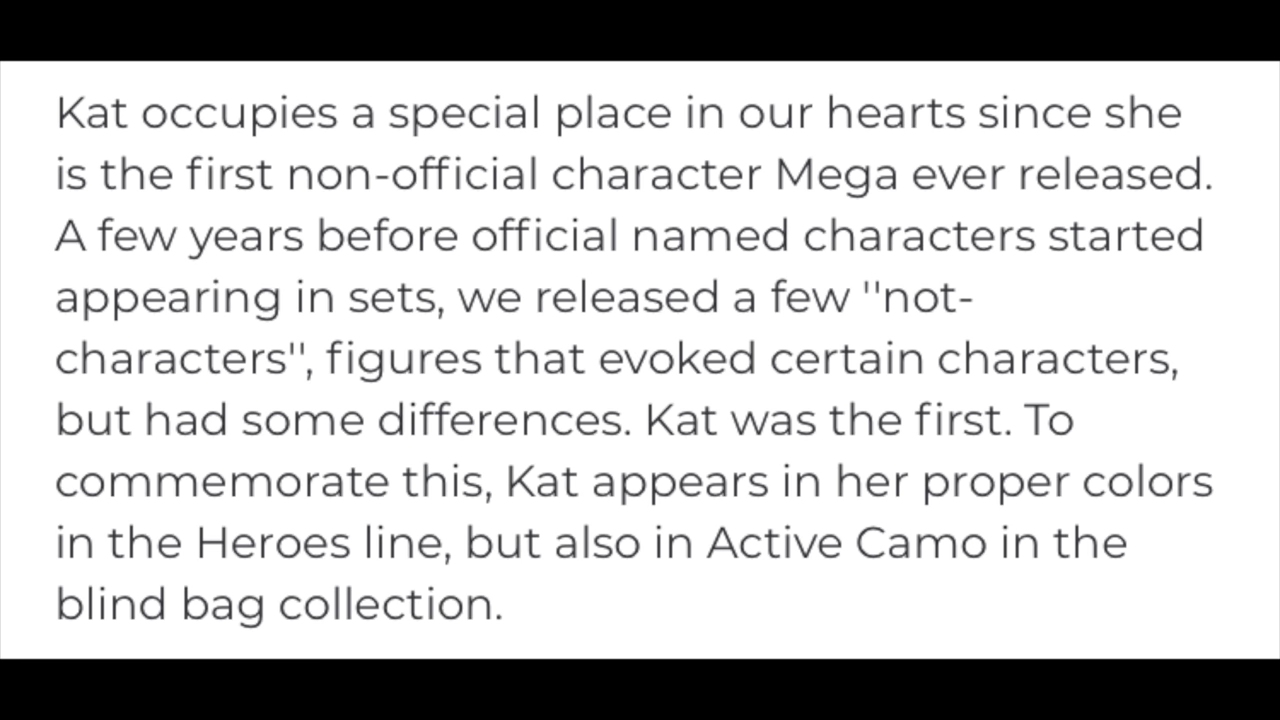 Kat occupies a special place in our hearts since she
is the first non-official character Mega ever released.
A few years before official named characters started
appearing in sets, we released a few "not-
characters", figures that evoked certain characters,
but had some differences. Kat was the first. To
commemorate this, Kat appears in her proper colors
in the Heroes line, but also in Active Camo in the
blind bag collection.